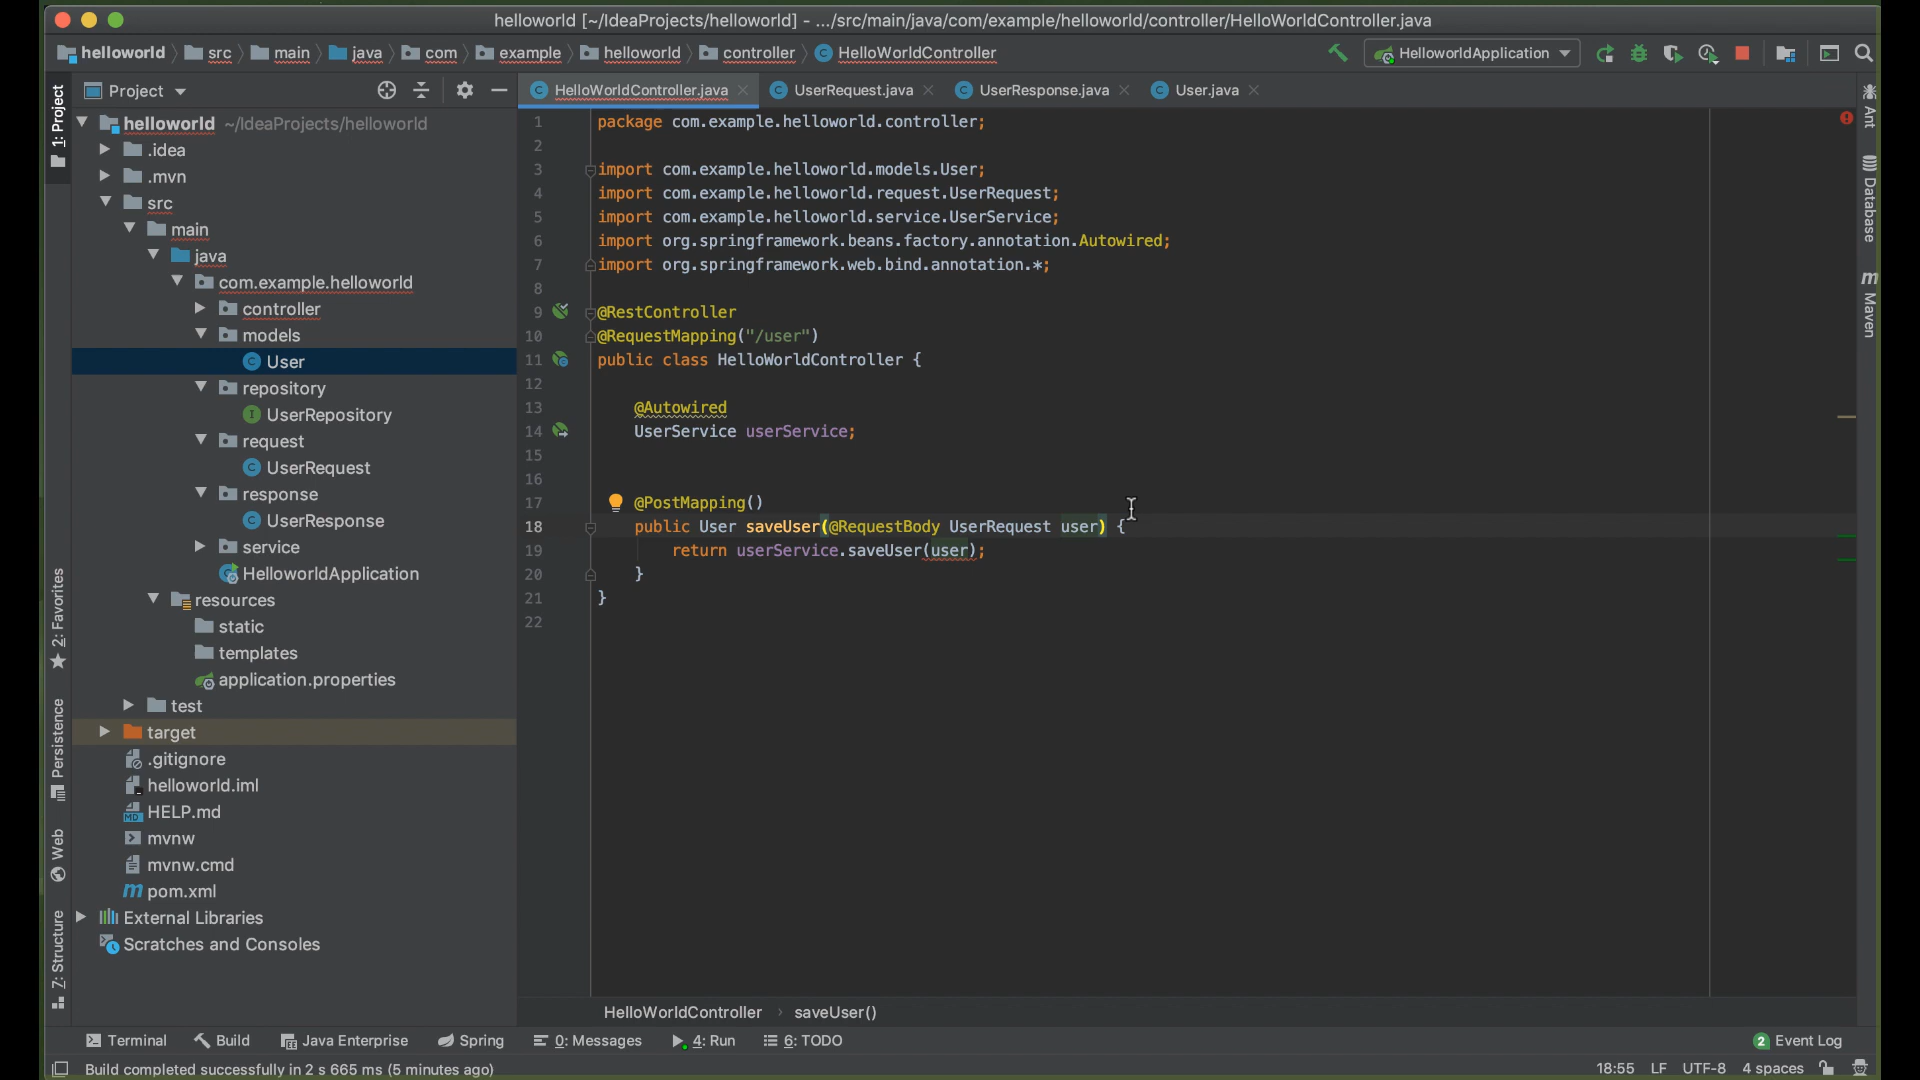 helloworld [~/IdeaProjects/helloworld] - .../src/main/java/com/example/helloworld/controller/HelloWorldController.java
helloworld src main java com example helloworld controller HelloWorldController
HelloworldApplication
Project
HelloWorldController.java UserRequest.java UserResponse.java User.java
1: Project
2: Favorites
Persistence
Web
7: Structure
helloworld ~/IdeaProjects/helloworld
.idea
.mvn
src
main
java
com.example.helloworld
controller
models
User
repository
UserRepository
request
UserRequest
response
UserResponse
service
HelloworldApplication
resources
static
templates
application.properties
test
target
.gitignore
helloworld.iml
HELP.md
mvnw
mvnw.cmd
pom.xml
External Libraries
Scratches and Consoles
1 package com.example.helloworld.controller;
2
3 import com.example.helloworld.models.User;
4 import com.example.helloworld.request.UserRequest;
5 import com.example.helloworld.service.UserService;
6 import org.springframework.beans.factory.annotation.Autowired;
7 import org.springframework.web.bind.annotation.*;
8
9 @RestController
10 @RequestMapping("/user")
11 public class HelloWorldController {
12
13 @Autowired
14 UserService userService;
15
16
17 @PostMapping()
18 public User saveUser(@RequestBody UserRequest user) {
19 return userService.saveUser(user);
20 }
21 }
22
Ant
Database
m Maven
HelloWorldController › saveUser()
Terminal Build Java Enterprise Spring 0: Messages 4: Run 6: TODO 2 Event Log
Build completed successfully in 2 s 665 ms (5 minutes ago) 18:55 LF UTF-8 4 spaces